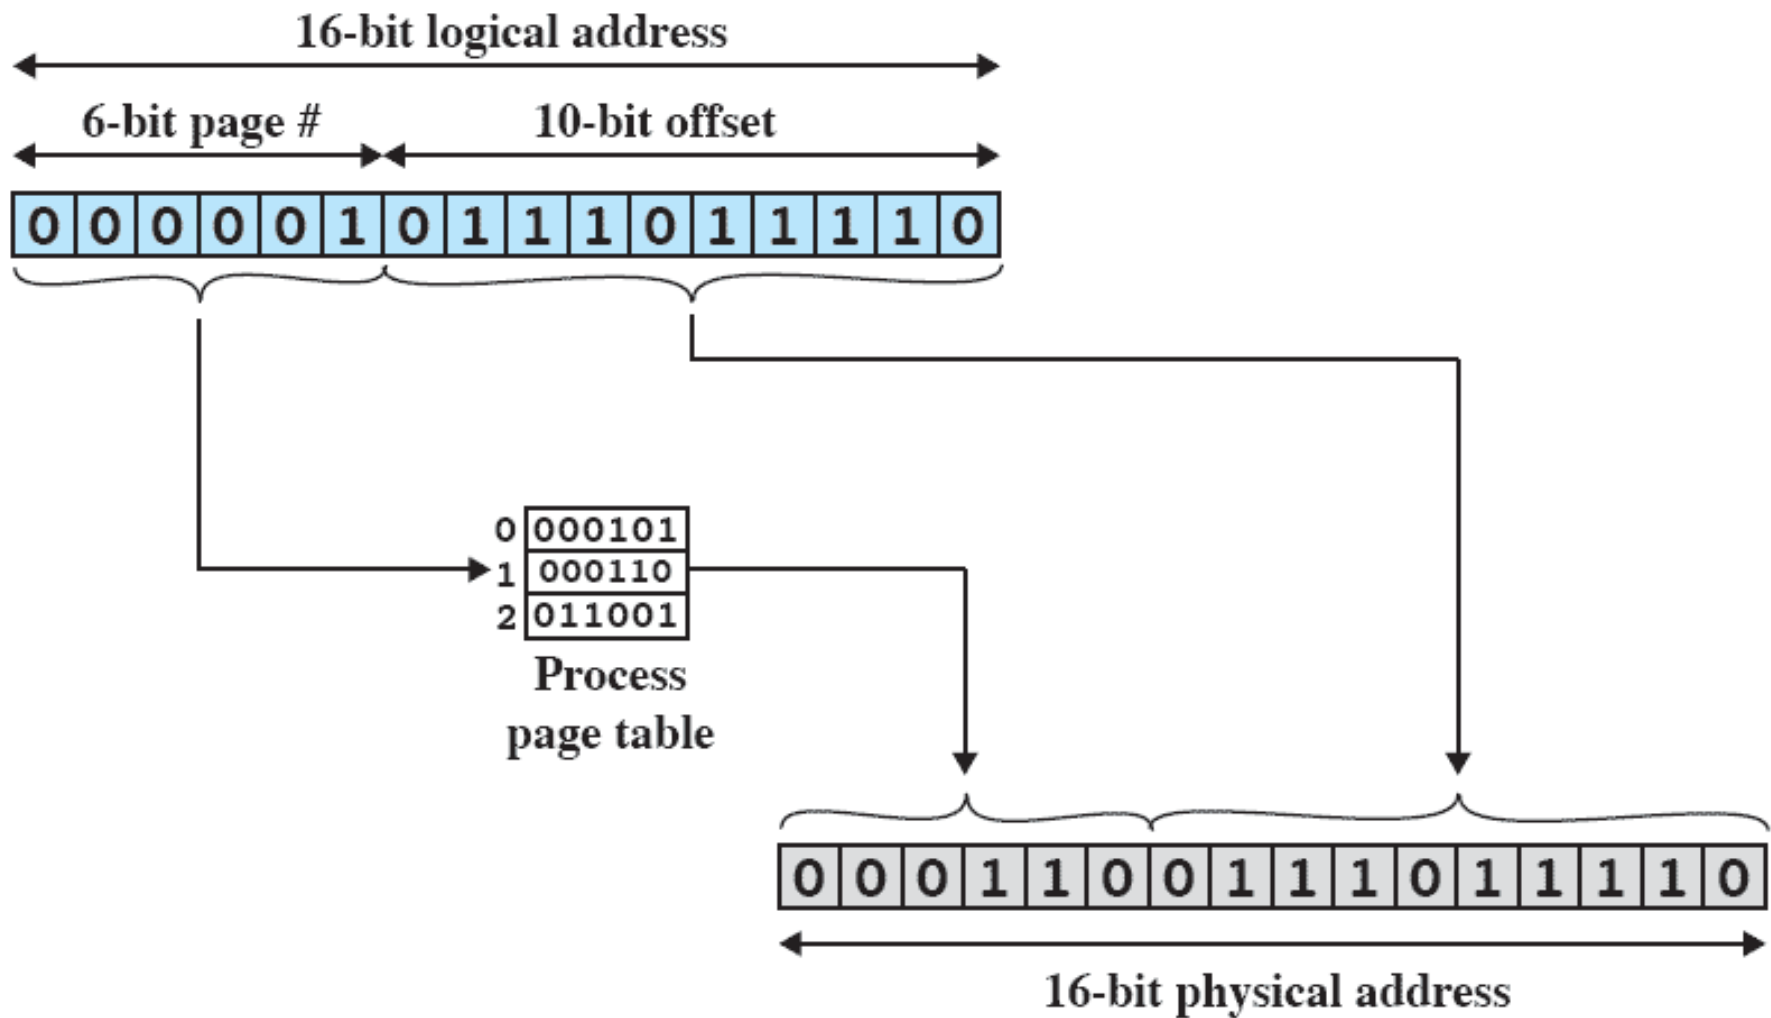 16-bit logical address
6-bit page # 10-bit offset
0 0 0 0 0 1 0 1 1 1 0 1 1 1 1 0
0 000101
1 000110
2 011001
Process
page table
0 0 0 1 1 0 0 1 1 1 0 1 1 1 1 0
16-bit physical address